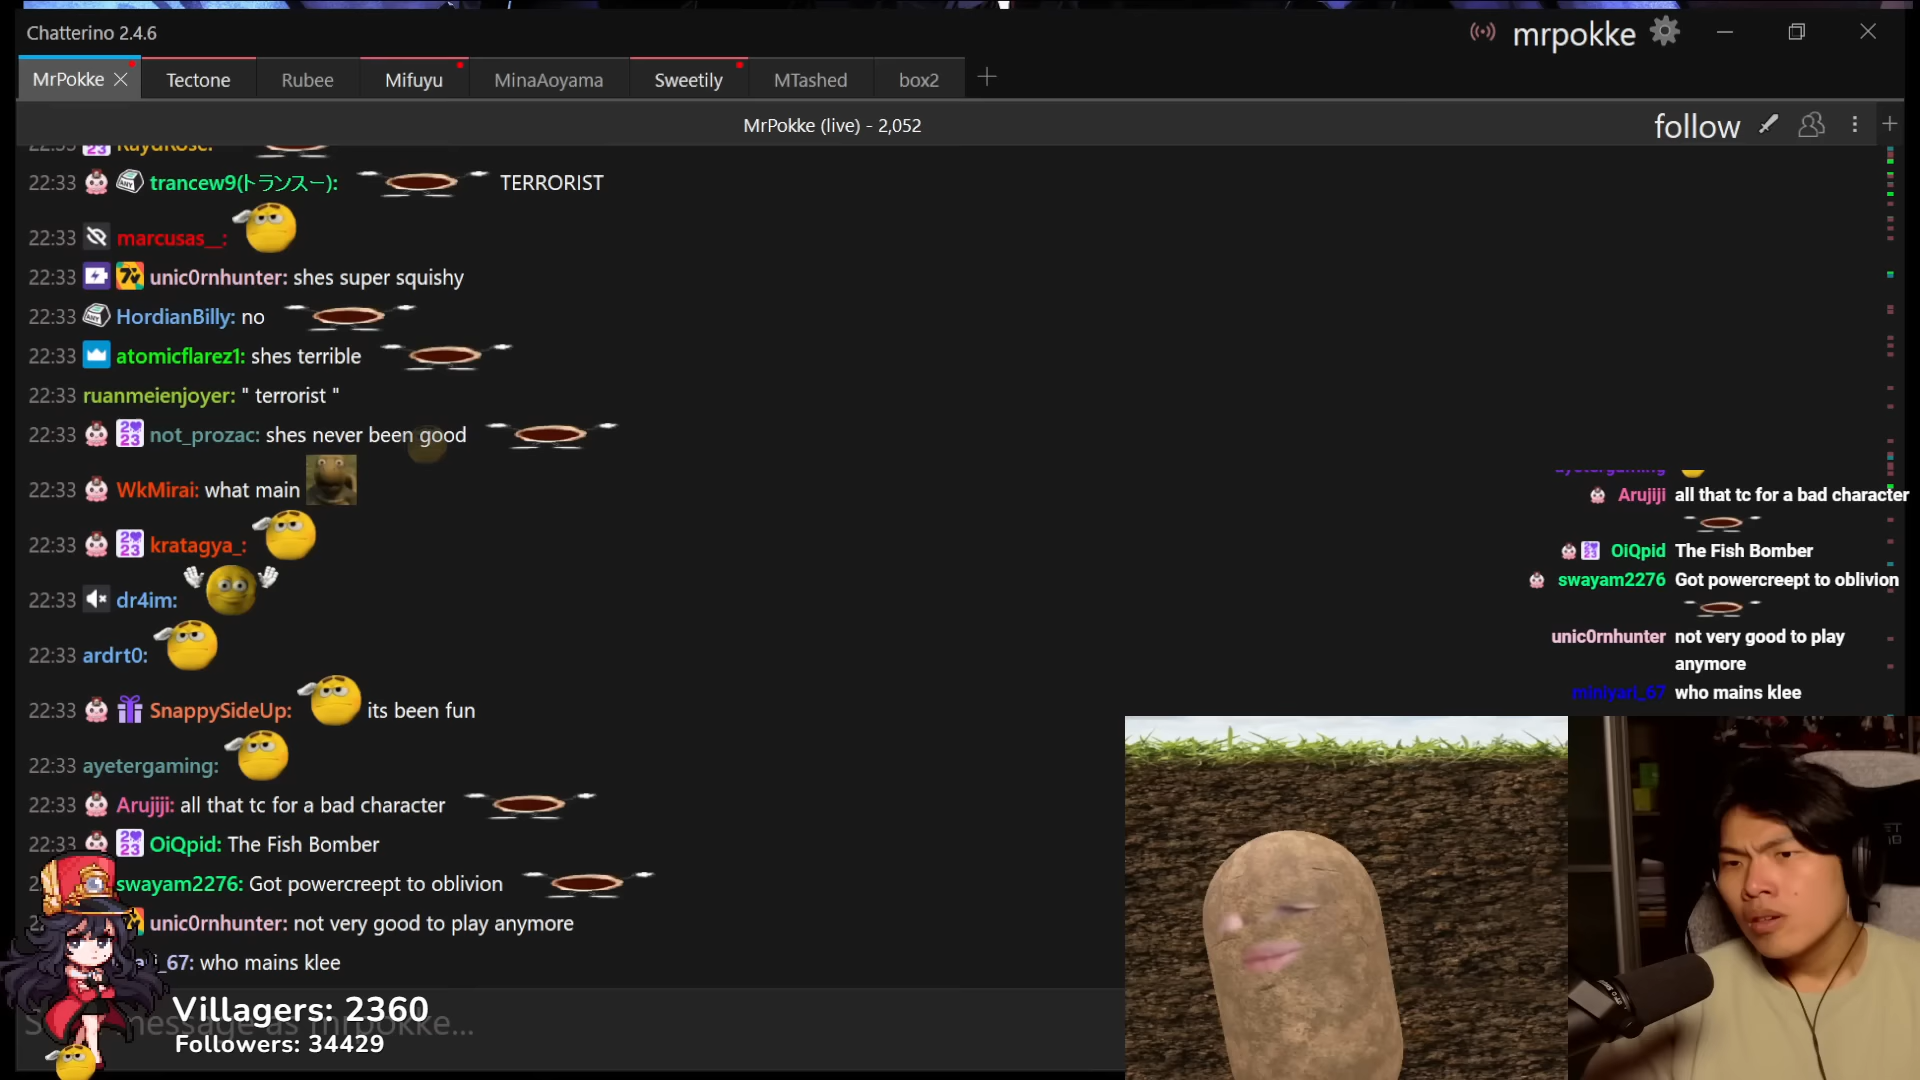 Chatterino 2.4.6
mrpokke
MrPokke
Tectone
Rubee
Mifuyu
MinaAoyama
Sweetily
MTashed
box2
MrPokke (live) - 2,052
follow
22:33 trancew9(トランスー): TERRORIST
22:33 marcusas__:
22:33 unic0rnhunter: shes super squishy
22:33 HordianBilly: no
22:33 atomicflarez1: shes terrible
22:33 ruanmeienjoyer: " terrorist "
22:33 not_prozac: shes never been good
22:33 WkMirai: what main
22:33 kratagya_:
22:33 dr4im:
22:33 ardrt0:
22:33 SnappySideUp: its been fun
22:33 ayetergaming:
22:33 Arujiji: all that tc for a bad character
22:33 OiQpid: The Fish Bomber
swayam2276: Got powercreept to oblivion
unic0rnhunter: not very good to play anymore
_67: who mains klee
Villagers: 2360
message as mrpokke...
Followers: 34429
ayetergaming
Arujiji all that tc for a bad character
OiQpid The Fish Bomber
swayam2276 Got powercreept to oblivion
unic0rnhunter not very good to play
anymore
miniyari_67 who mains klee